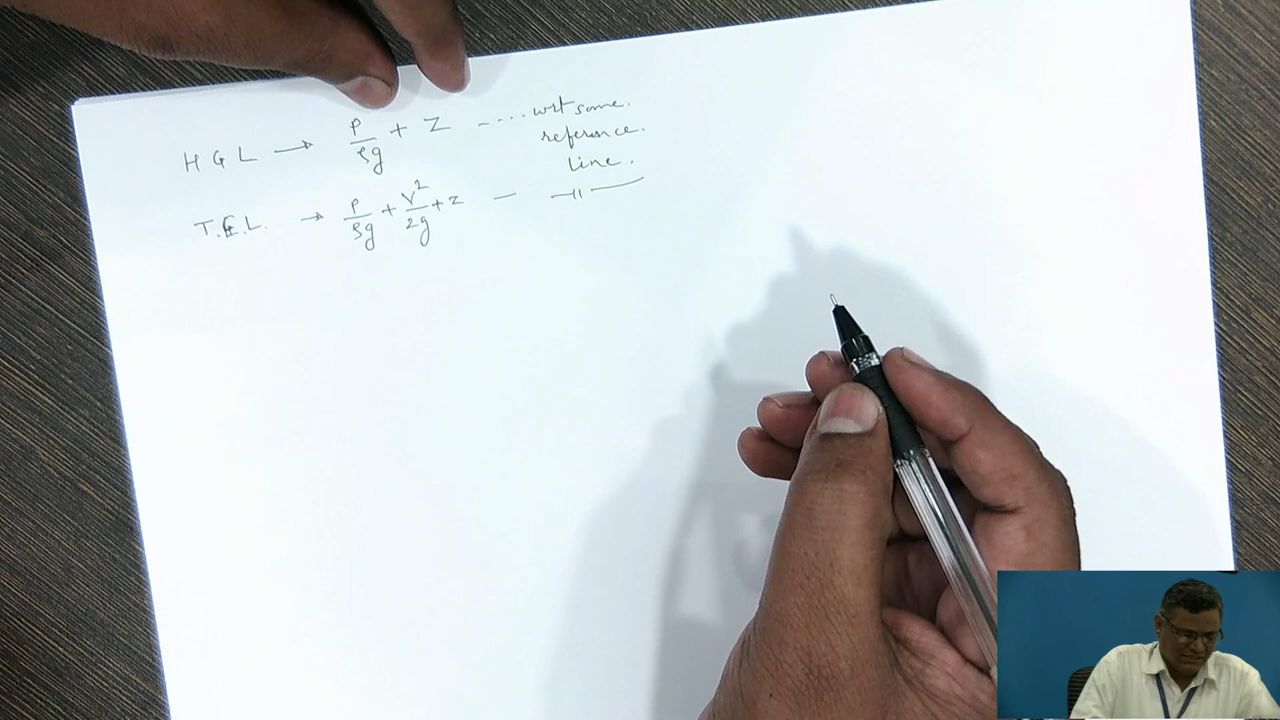 HGL → P/ρg + Z -.... wrt some.
reference.
line.
T.E.L. → P/ρg + V²/2g + z — —〃—